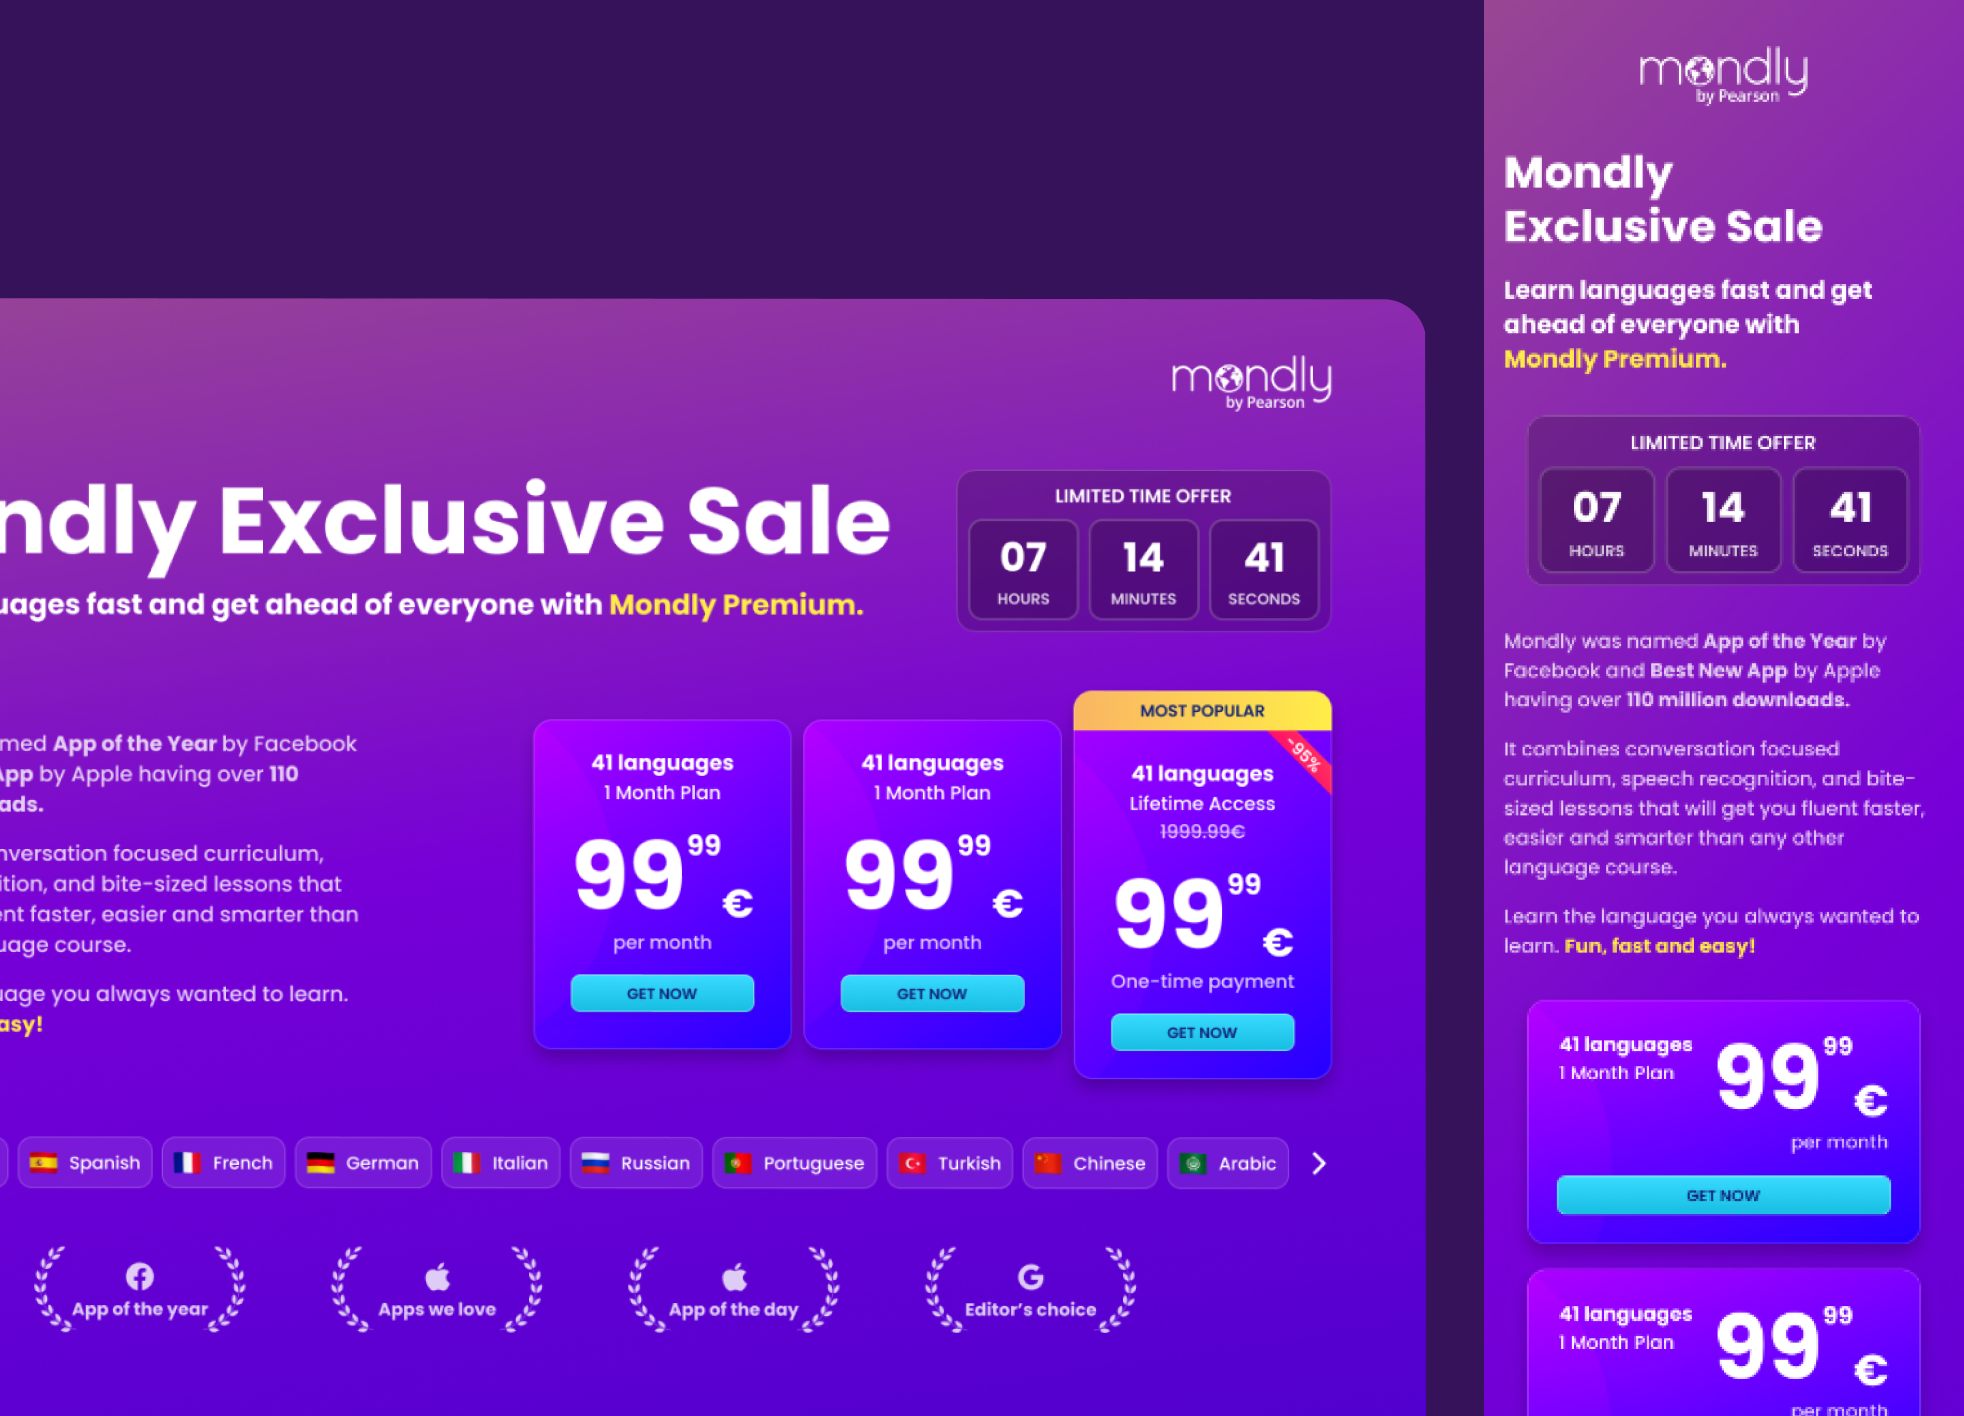 mondly
by Pearson
ndly Exclusive Sale
uages fast and get ahead of everyone with Mondly Premium.
LIMITED TIME OFFER
07 14 41
HOURS MINUTES SECONDS
med App of the Year by Facebook
App by Apple having over 110
ads.
nversation focused curriculum,
ition, and bite-sized lessons that
ent faster, easier and smarter than
uage course.
uage you always wanted to learn.
asy!
41 languages
1 Month Plan
99 99 €
per month
GET NOW
41 languages
1 Month Plan
99 99 €
per month
GET NOW
MOST POPULAR
-95%
41 languages
Lifetime Access
1999.99€
99 99 €
One-time payment
GET NOW
Spanish French German Italian Russian Portuguese Turkish Chinese Arabic
App of the year Apps we love App of the day Editor's choice
mondly
by Pearson
Mondly
Exclusive Sale
Learn languages fast and get
ahead of everyone with
Mondly Premium.
LIMITED TIME OFFER
07 14 41
HOURS MINUTES SECONDS
Mondly was named App of the Year by
Facebook and Best New App by Apple
having over 110 million downloads.
It combines conversation focused
curriculum, speech recognition, and bite-
sized lessons that will get you fluent faster,
easier and smarter than any other
language course.
Learn the language you always wanted to
learn. Fun, fast and easy!
41 languages
1 Month Plan
99 99 €
per month
GET NOW
41 languages
1 Month Plan
99 99 €
per month